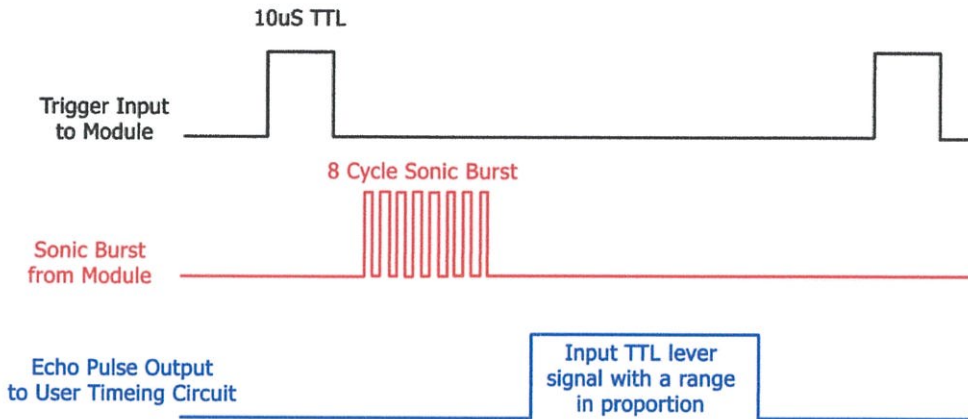 10uS TTL
Trigger Input
to Module
8 Cycle Sonic Burst
Sonic Burst
from Module
Echo Pulse Output
to User Timeing Circuit
Input TTL lever
signal with a range
in proportion